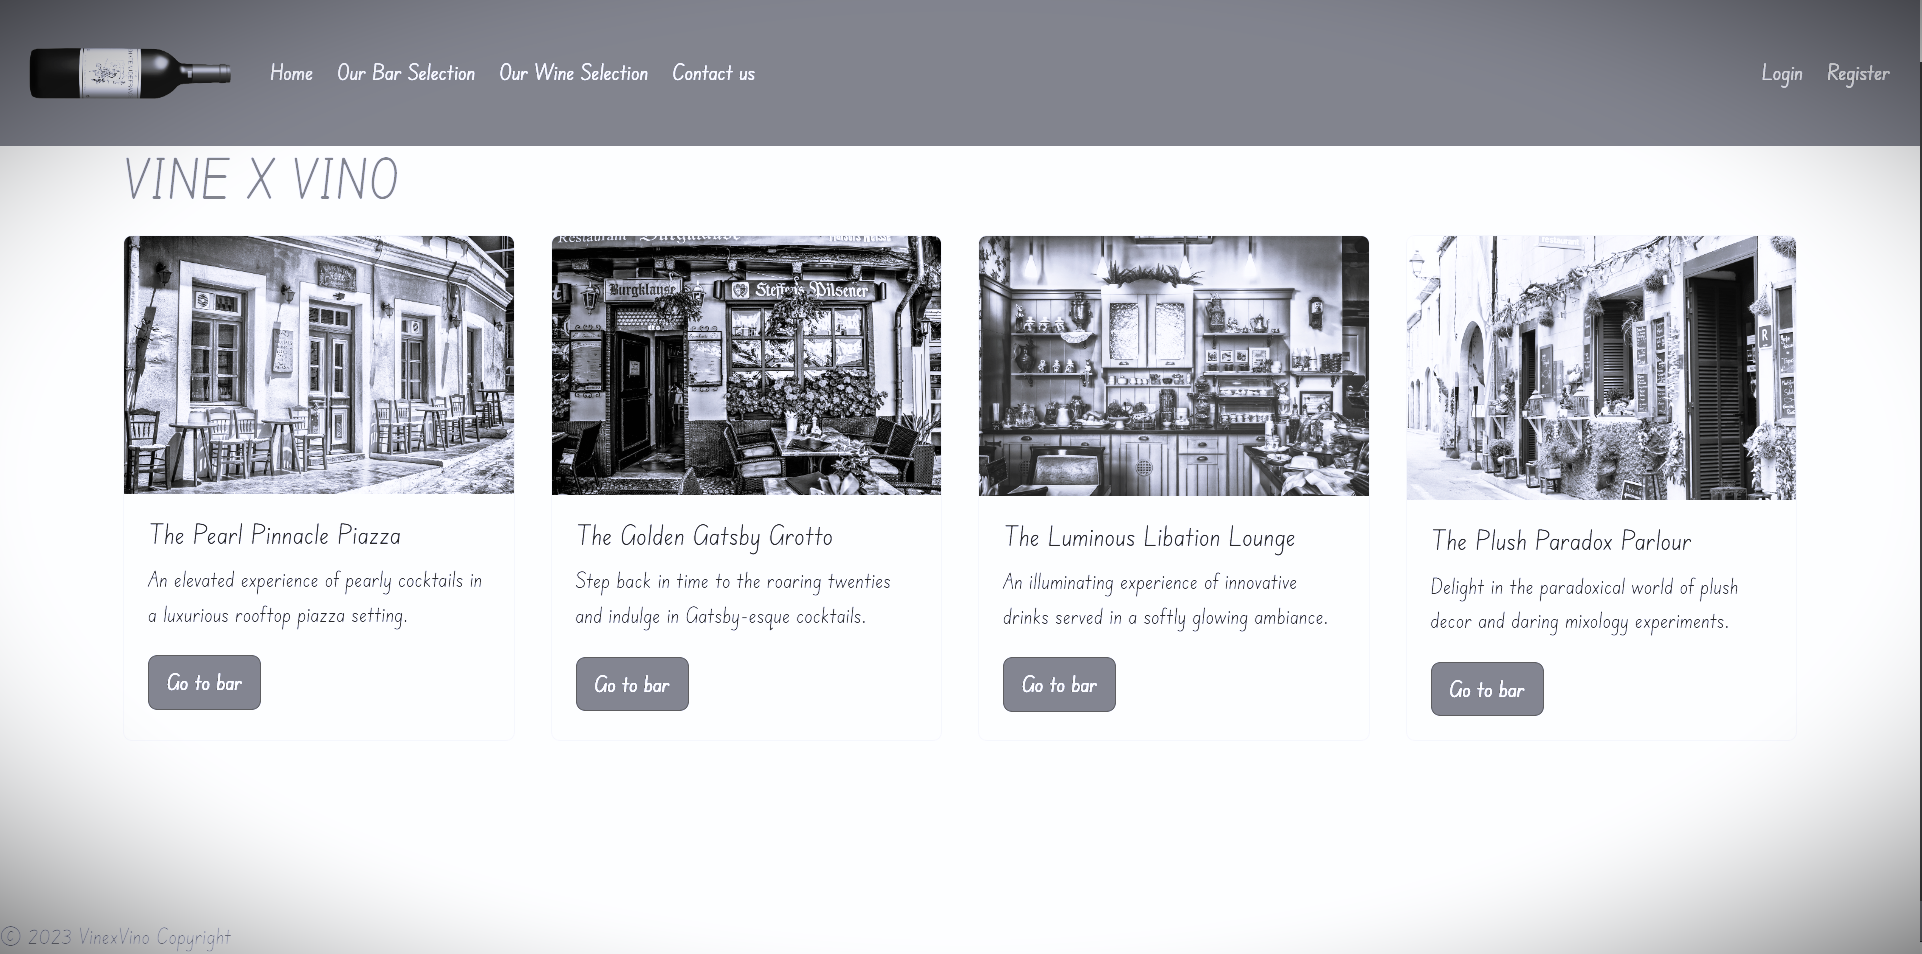 Home Our Bar Selection Our Wine Selection Contact us Login Register
VINE X VINO
Restaurant Burgklause
Burgklause
Steffens Pilsener
R
The Pearl Pinnacle Piazza
An elevated experience of pearly cocktails in
a luxurious rooftop piazza setting.
Go to bar
The Golden Gatsby Grotto
Step back in time to the roaring twenties
and indulge in Gatsby-esque cocktails.
Go to bar
The Luminous Libation Lounge
An illuminating experience of innovative
drinks served in a softly glowing ambiance.
Go to bar
The Plush Paradox Parlour
Delight in the paradoxical world of plush
decor and daring mixology experiments.
Go to bar
© 2023 VinexVino Copyright